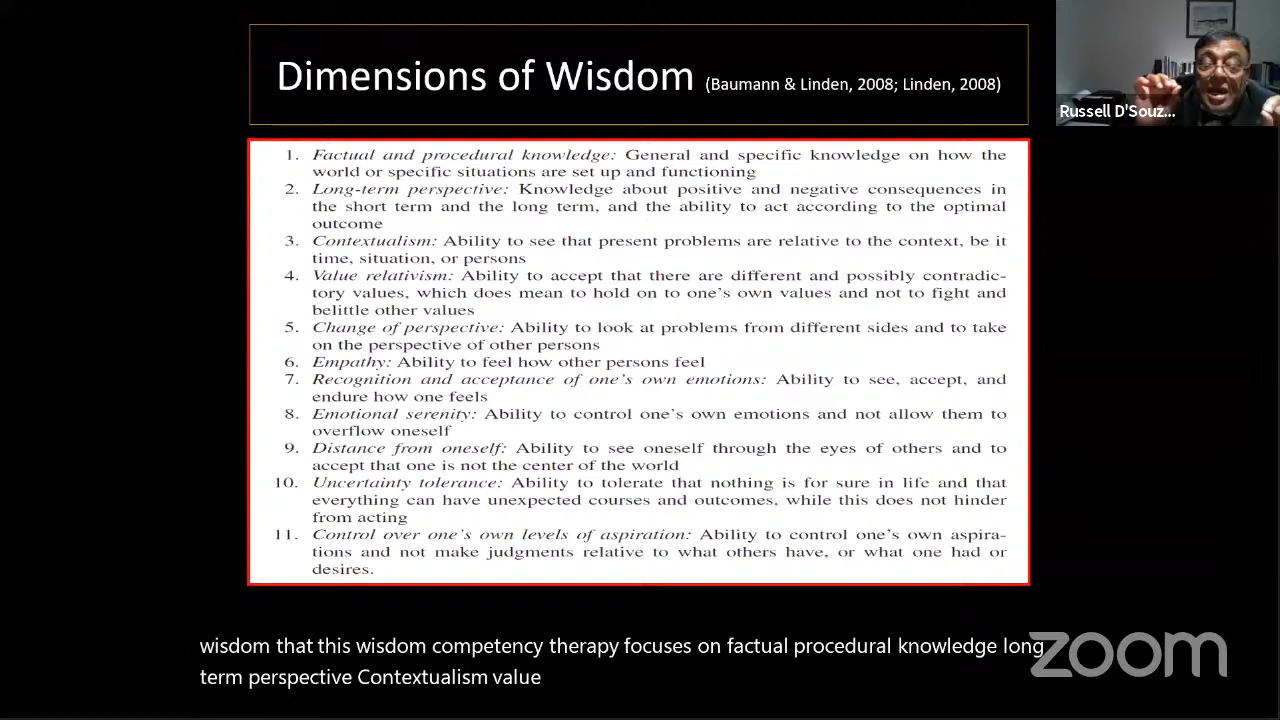 Dimensions of Wisdom (Baumann & Linden, 2008; Linden, 2008)
Russell D'Souz...
1. Factual and procedural knowledge: General and specific knowledge on how the
world or specific situations are set up and functioning
2. Long-term perspective: Knowledge about positive and negative consequences in
the short term and the long term, and the ability to act according to the optimal
outcome
3. Contextualism: Ability to see that present problems are relative to the context, be it
time, situation, or persons
4. Value relativism: Ability to accept that there are different and possibly contradic-
tory values, which does mean to hold on to one's own values and not to fight and
belittle other values
5. Change of perspective: Ability to look at problems from different sides and to take
on the perspective of other persons
6. Empathy: Ability to feel how other persons feel
7. Recognition and acceptance of one's own emotions: Ability to see, accept, and
endure how one feels
8. Emotional serenity: Ability to control one's own emotions and not allow them to
overflow oneself
9. Distance from oneself: Ability to see oneself through the eyes of others and to
accept that one is not the center of the world
10. Uncertainty tolerance: Ability to tolerate that nothing is for sure in life and that
everything can have unexpected courses and outcomes, while this does not hinder
from acting
11. Control over one's own levels of aspiration: Ability to control one's own aspira-
tions and not make judgments relative to what others have, or what one had or
desires.
wisdom that this wisdom competency therapy focuses on factual procedural knowledge long
term perspective Contextualism value
zoom